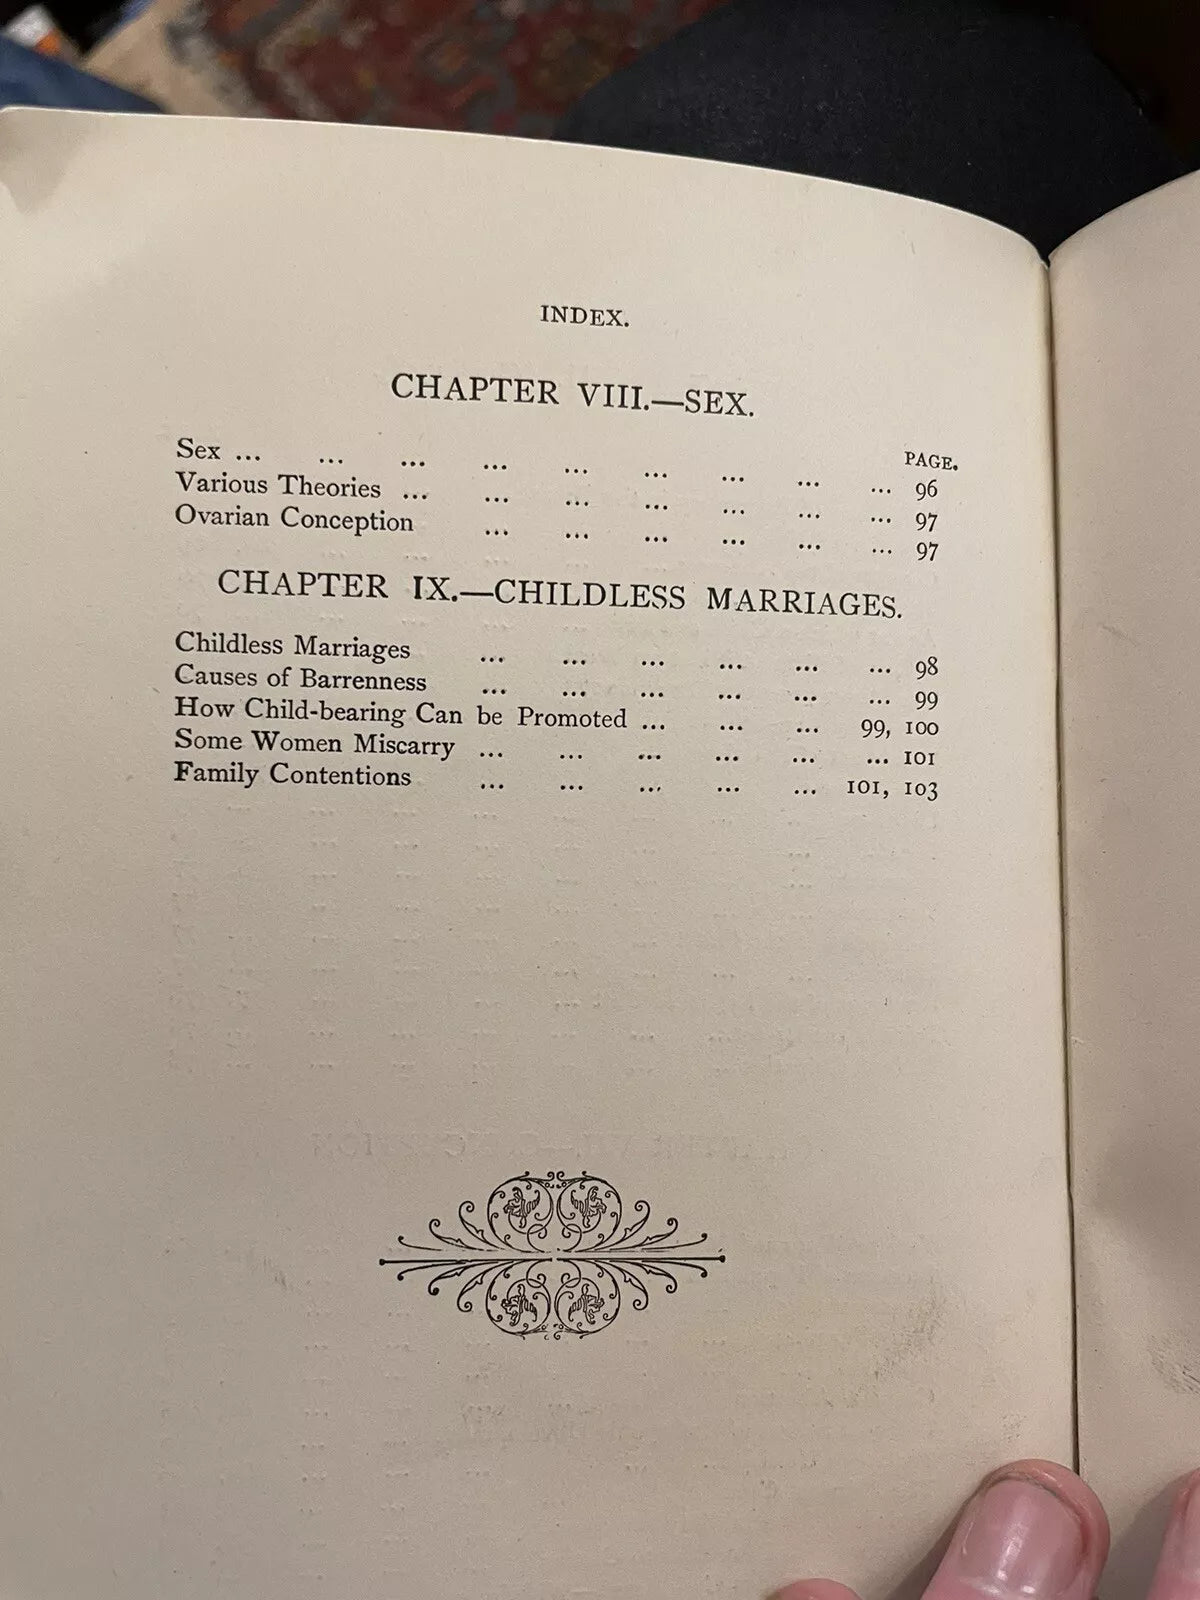 INDEX.
CHAPTER VIII.—SEX.
PAGE.
Sex ... ... ... ... ... ... ... ... ... 96
Various Theories ... ... ... ... ... ... ... 97
Ovarian Conception ... ... ... ... ... ... 97
CHAPTER IX.—CHILDLESS MARRIAGES.
Childless Marriages ... ... ... ... ... ... 98
Causes of Barrenness ... ... ... ... ... ... 99
How Child-bearing Can be Promoted ... ... ... 99, 100
Some Women Miscarry ... ... ... ... ... ... 101
Family Contentions ... ... ... ... ... 101, 103